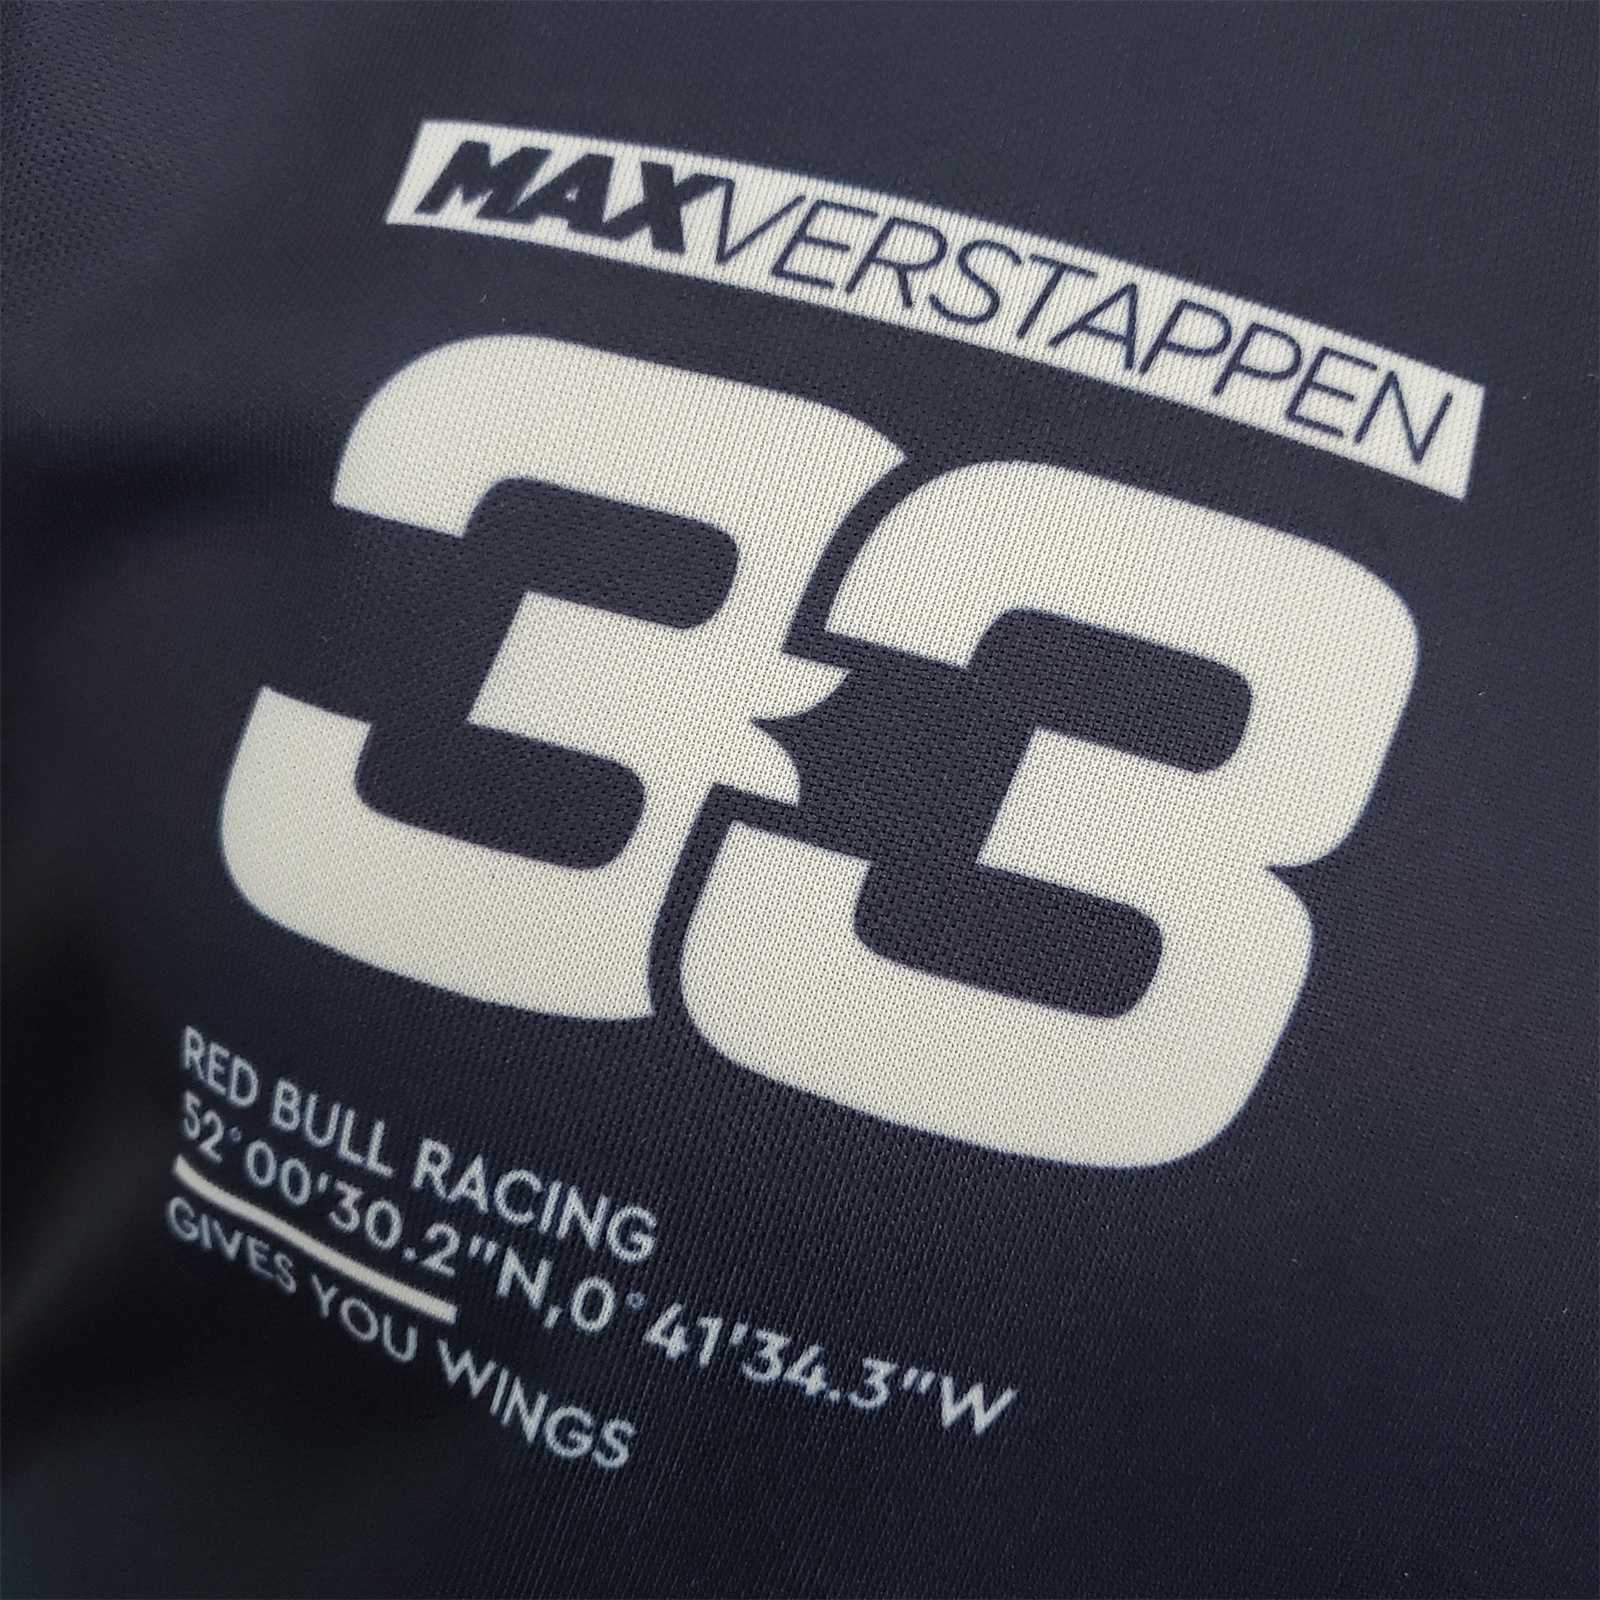 MAXVERSTAPPEN
33
RED BULL RACING
52°00'30.2"N,0°41'34.3"W
GIVES YOU WINGS